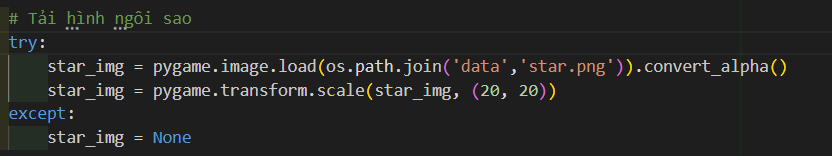 # Tải hình ngôi sao
try:
    star_img = pygame.image.load(os.path.join('data','star.png')).convert_alpha()
    star_img = pygame.transform.scale(star_img, (20, 20))
except:
    star_img = None